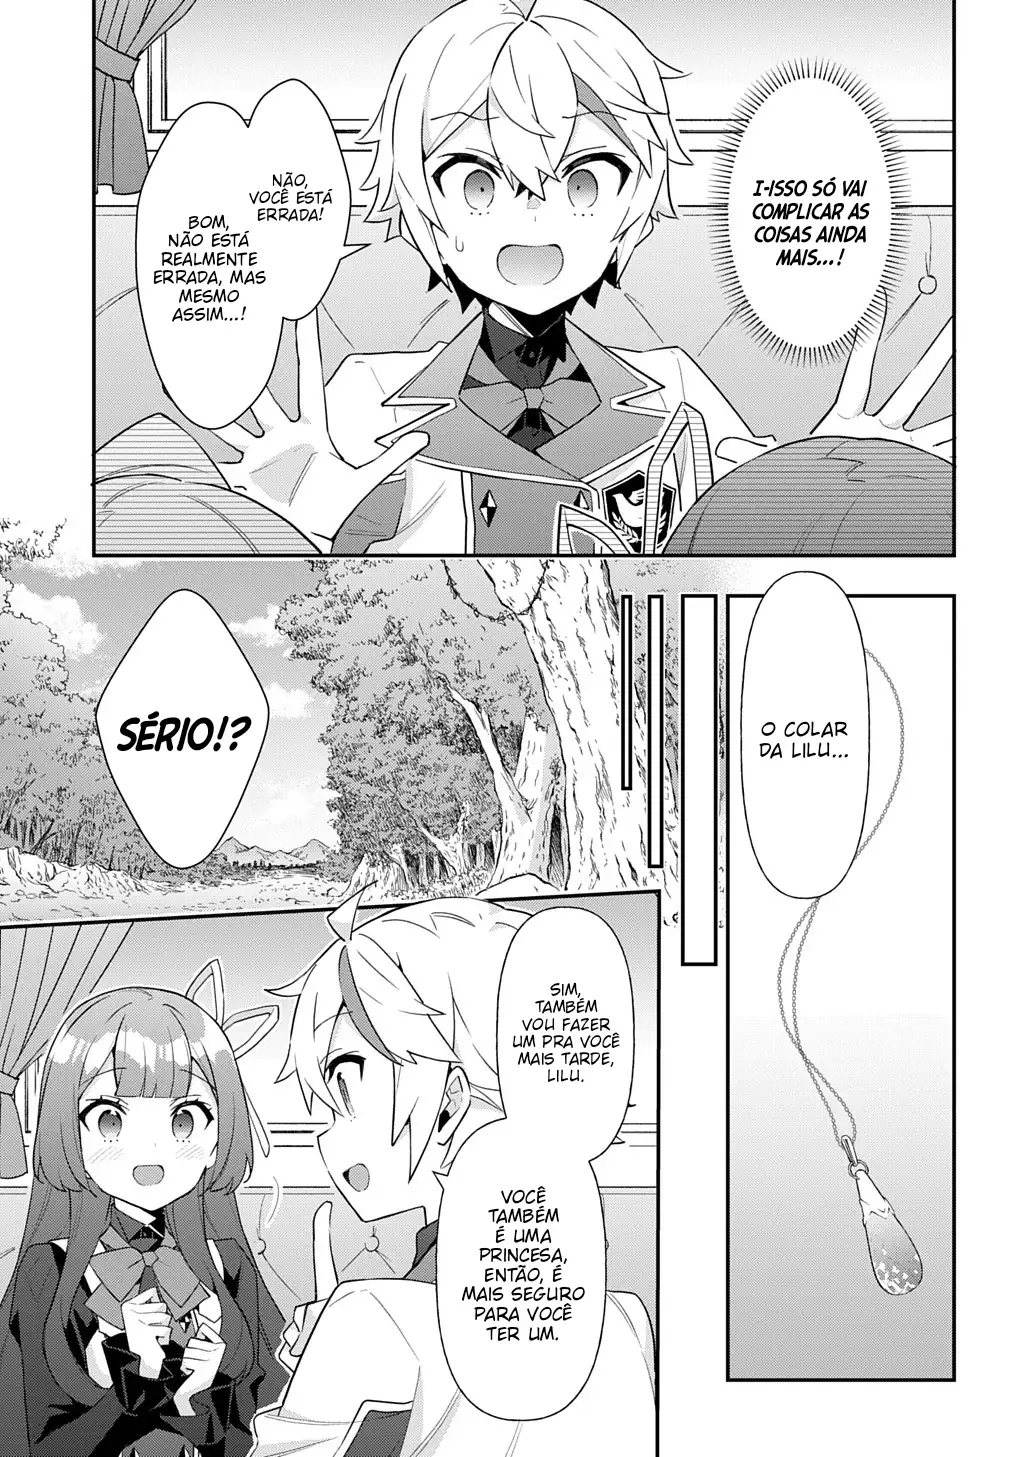 I-ISSO SÓ VAI
COMPLICAR AS
COISAS AINDA
MAIS...!
NÃO,
VOCÊ ESTÁ
ERRADA!
BOM,
NÃO ESTÁ
REALMENTE
ERRADA, MAS
MESMO
ASSIM...!
O COLAR
DA LILU...
SÉRIO!?
SIM,
TAMBÉM
VOU FAZER
UM PRA VOCÊ
MAIS TARDE,
LILU.
VOCÊ
TAMBÉM
É UMA
PRINCESA,
ENTÃO, É
MAIS SEGURO
PARA VOCÊ
TER UM.